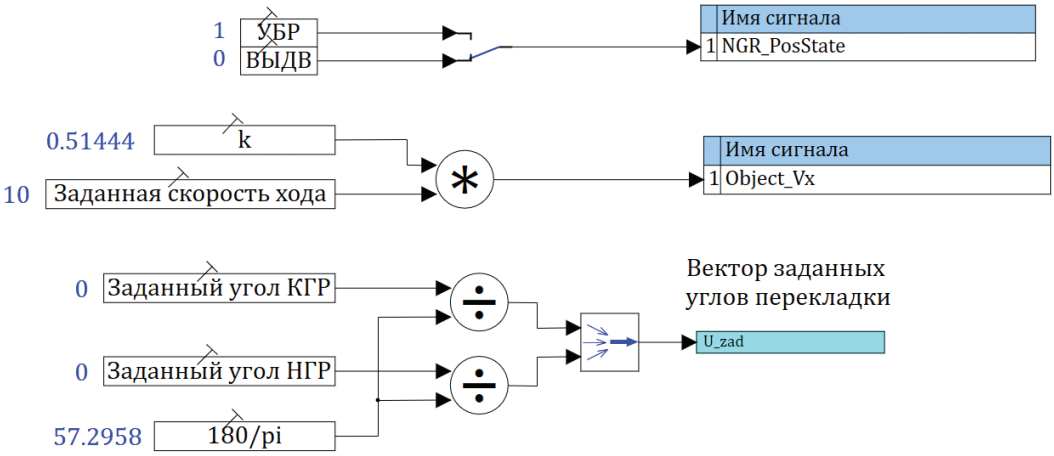 1 УБР
0 ВЫДВ
Имя сигнала
1 NGR_PosState
0.51444 k
10 Заданная скорость хода
*
Имя сигнала
1 Object_Vx
0 Заданный угол КГР
÷
0 Заданный угол НГР
÷
57.2958 180/pi
Вектор заданных
углов перекладки
U_zad